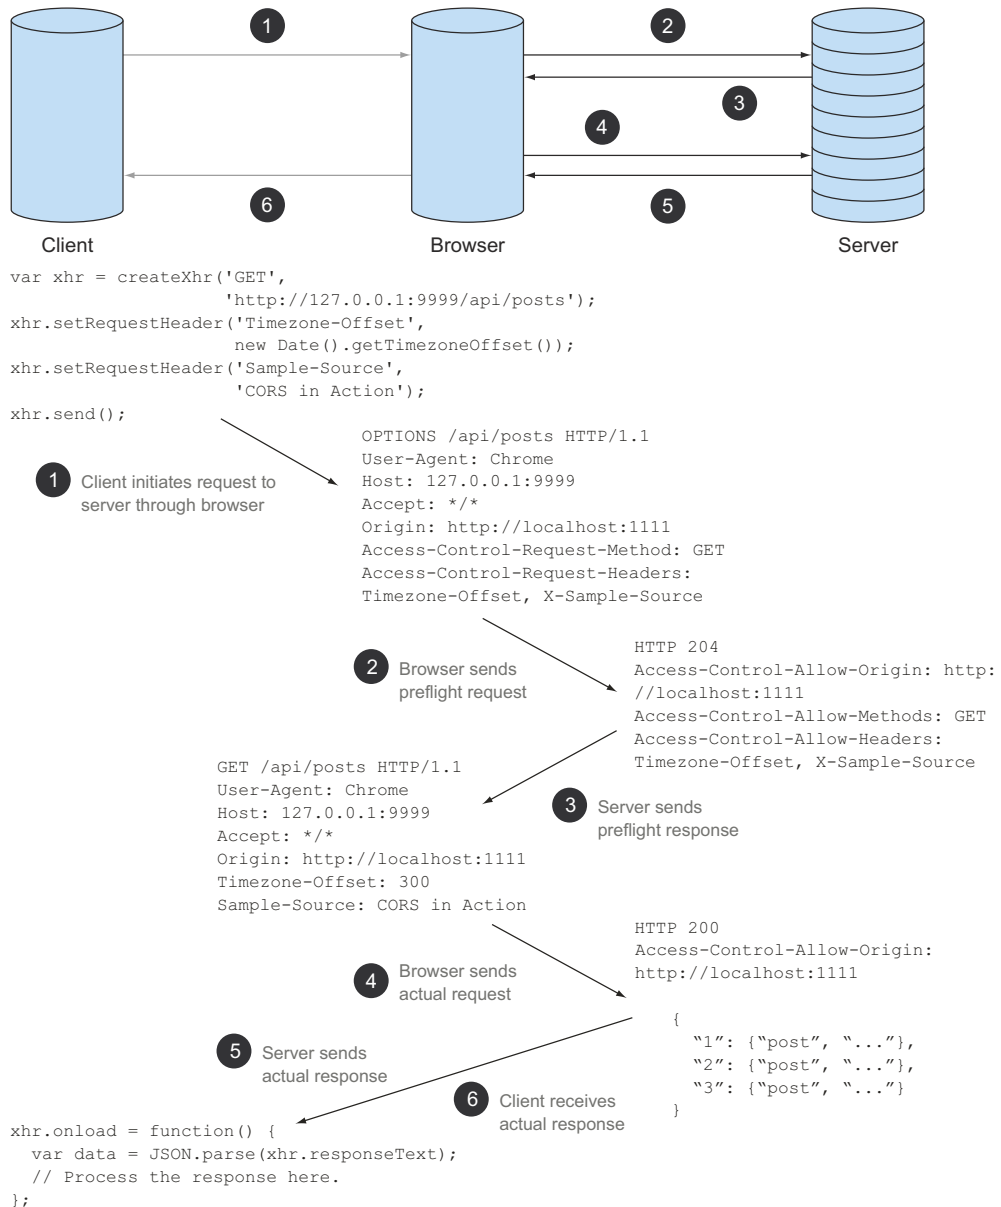 1
2
3
4
6
5
Client
Browser
Server
var xhr = createXhr('GET',
'http://127.0.0.1:9999/api/posts');
xhr.setRequestHeader('Timezone-Offset',
new Date().getTimezoneOffset());
xhr.setRequestHeader('Sample-Source',
'CORS in Action');
xhr.send();
1 Client initiates request to
server through browser
OPTIONS /api/posts HTTP/1.1
User-Agent: Chrome
Host: 127.0.0.1:9999
Accept: */*
Origin: http://localhost:1111
Access-Control-Request-Method: GET
Access-Control-Request-Headers:
Timezone-Offset, X-Sample-Source
2 Browser sends
preflight request
HTTP 204
Access-Control-Allow-Origin: http:
//localhost:1111
Access-Control-Allow-Methods: GET
Access-Control-Allow-Headers:
Timezone-Offset, X-Sample-Source
3 Server sends
preflight response
GET /api/posts HTTP/1.1
User-Agent: Chrome
Host: 127.0.0.1:9999
Accept: */*
Origin: http://localhost:1111
Timezone-Offset: 300
Sample-Source: CORS in Action
4 Browser sends
actual request
HTTP 200
Access-Control-Allow-Origin:
http://localhost:1111
{
“1”: {“post”, “...”},
“2”: {“post”, “...”},
“3”: {“post”, “...”}
}
5 Server sends
actual response
6 Client receives
actual response
xhr.onload = function() {
var data = JSON.parse(xhr.responseText);
// Process the response here.
};